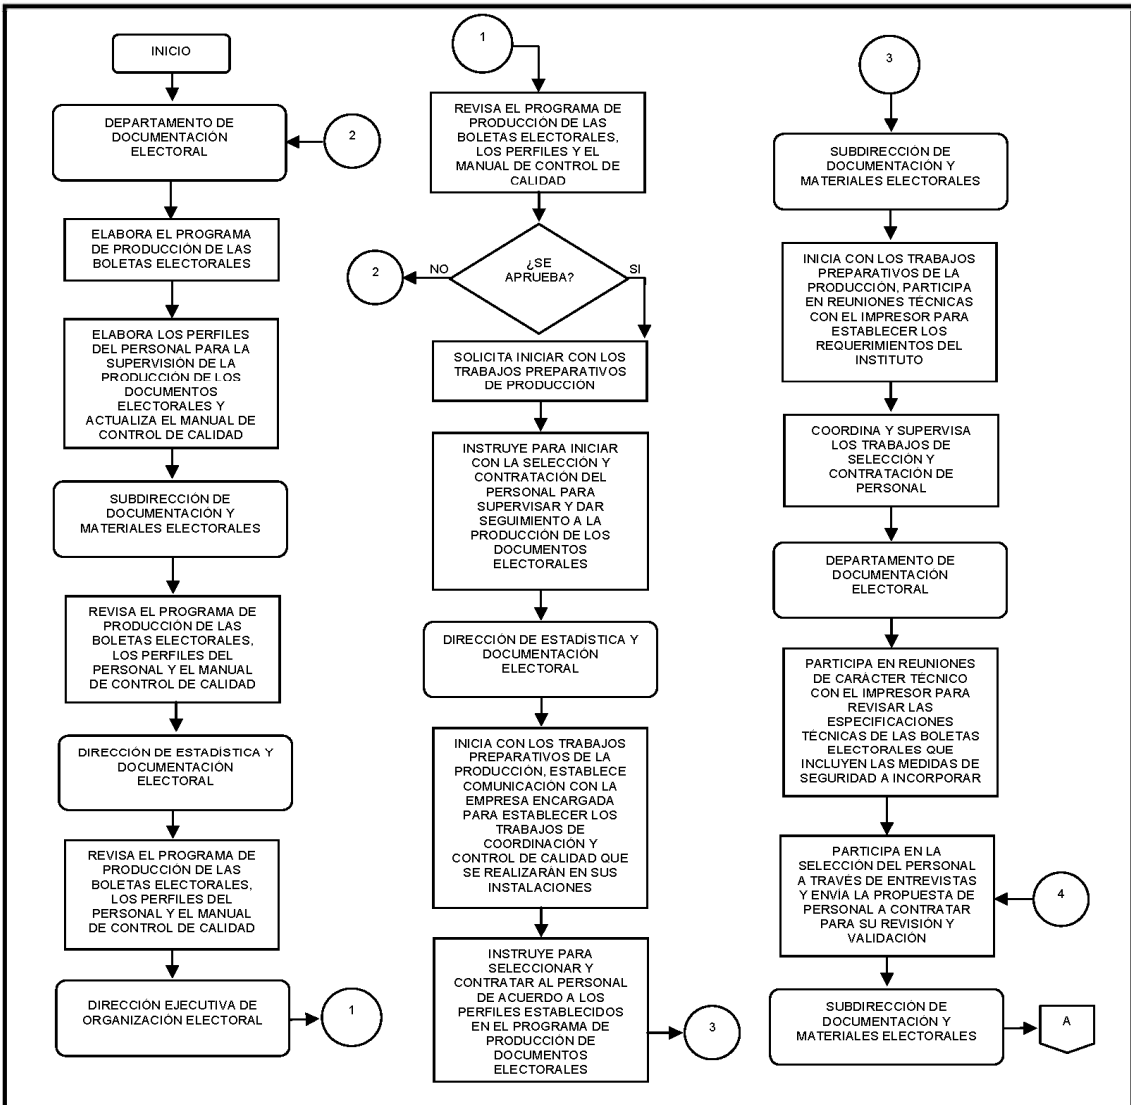 INICIO
DEPARTAMENTO DE
DOCUMENTACIÓN
ELECTORAL
2
ELABORA EL PROGRAMA
DE PRODUCCIÓN DE LAS
BOLETAS ELECTORALES
ELABORA LOS PERFILES
DEL PERSONAL PARA LA
SUPERVISIÓN DE LA
PRODUCCIÓN DE LOS
DOCUMENTOS
ELECTORALES Y
ACTUALIZA EL MANUAL DE
CONTROL DE CALIDAD
SUBDIRECCIÓN DE
DOCUMENTACIÓN Y
MATERIALES ELECTORALES
REVISA EL PROGRAMA DE
PRODUCCIÓN DE LAS
BOLETAS ELECTORALES,
LOS PERFILES DEL
PERSONAL Y EL MANUAL
DE CONTROL DE CALIDAD
DIRECCIÓN DE ESTADÍSTICA Y
DOCUMENTACIÓN
ELECTORAL
REVISA EL PROGRAMA DE
PRODUCCIÓN DE LAS
BOLETAS ELECTORALES,
LOS PERFILES DEL
PERSONAL Y EL MANUAL
DE CONTROL DE CALIDAD
DIRECCIÓN EJECUTIVA DE
ORGANIZACIÓN ELECTORAL
1
1
REVISA EL PROGRAMA DE
PRODUCCIÓN DE LAS
BOLETAS ELECTORALES,
LOS PERFILES Y EL
MANUAL DE CONTROL DE
CALIDAD
¿SE
APRUEBA?
NO
SI
2
SOLICITA INICIAR CON LOS
TRABAJOS PREPARATIVOS
DE PRODUCCIÓN
INSTRUYE PARA INICIAR
CON LA SELECCIÓN Y
CONTRATACIÓN DEL
PERSONAL PARA
SUPERVISAR Y DAR
SEGUIMIENTO A LA
PRODUCCIÓN DE LOS
DOCUMENTOS
ELECTORALES
DIRECCIÓN DE ESTADÍSTICA Y
DOCUMENTACIÓN
ELECTORAL
INICIA CON LOS TRABAJOS
PREPARATIVOS DE LA
PRODUCCIÓN, ESTABLECE
COMUNICACIÓN CON LA
EMPRESA ENCARGADA
PARA ESTABLECER LOS
TRABAJOS DE
COORDINACIÓN Y
CONTROL DE CALIDAD QUE
SE REALIZARÁN EN SUS
INSTALACIONES
INSTRUYE PARA
SELECCIONAR Y
CONTRATAR AL PERSONAL
DE ACUERDO A LOS
PERFILES ESTABLECIDOS
EN EL PROGRAMA DE
PRODUCCIÓN DE
DOCUMENTOS
ELECTORALES
3
3
SUBDIRECCIÓN DE
DOCUMENTACIÓN Y
MATERIALES ELECTORALES
INICIA CON LOS TRABAJOS
PREPARATIVOS DE LA
PRODUCCIÓN, PARTICIPA
EN REUNIONES TÉCNICAS
CON EL IMPRESOR PARA
ESTABLECER LOS
REQUERIMIENTOS DEL
INSTITUTO
COORDINA Y SUPERVISA
LOS TRABAJOS DE
SELECCIÓN Y
CONTRATACIÓN DE
PERSONAL
DEPARTAMENTO DE
DOCUMENTACIÓN
ELECTORAL
PARTICIPA EN REUNIONES
DE CARÁCTER TÉCNICO
CON EL IMPRESOR PARA
REVISAR LAS
ESPECIFICACIONES
TÉCNICAS DE LAS BOLETAS
ELECTORALES QUE
INCLUYEN LAS MEDIDAS DE
SEGURIDAD A INCORPORAR
PARTICIPA EN LA
SELECCIÓN DEL PERSONAL
A TRAVÉS DE ENTREVISTAS
Y ENVÍA LA PROPUESTA DE
PERSONAL A CONTRATAR
PARA SU REVISIÓN Y
VALIDACIÓN
4
SUBDIRECCIÓN DE
DOCUMENTACIÓN Y
MATERIALES ELECTORALES
A